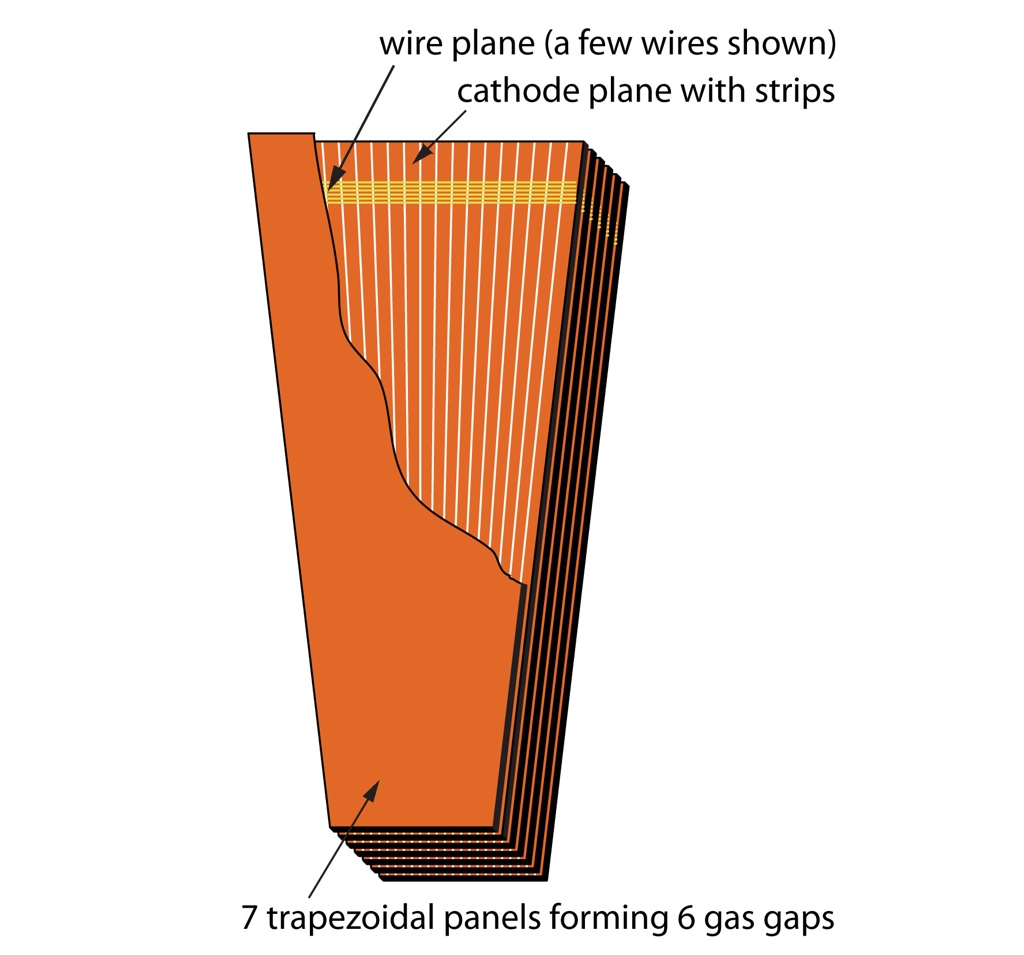 wire plane (a few wires shown)
cathode plane with strips
7 trapezoidal panels forming 6 gas gaps